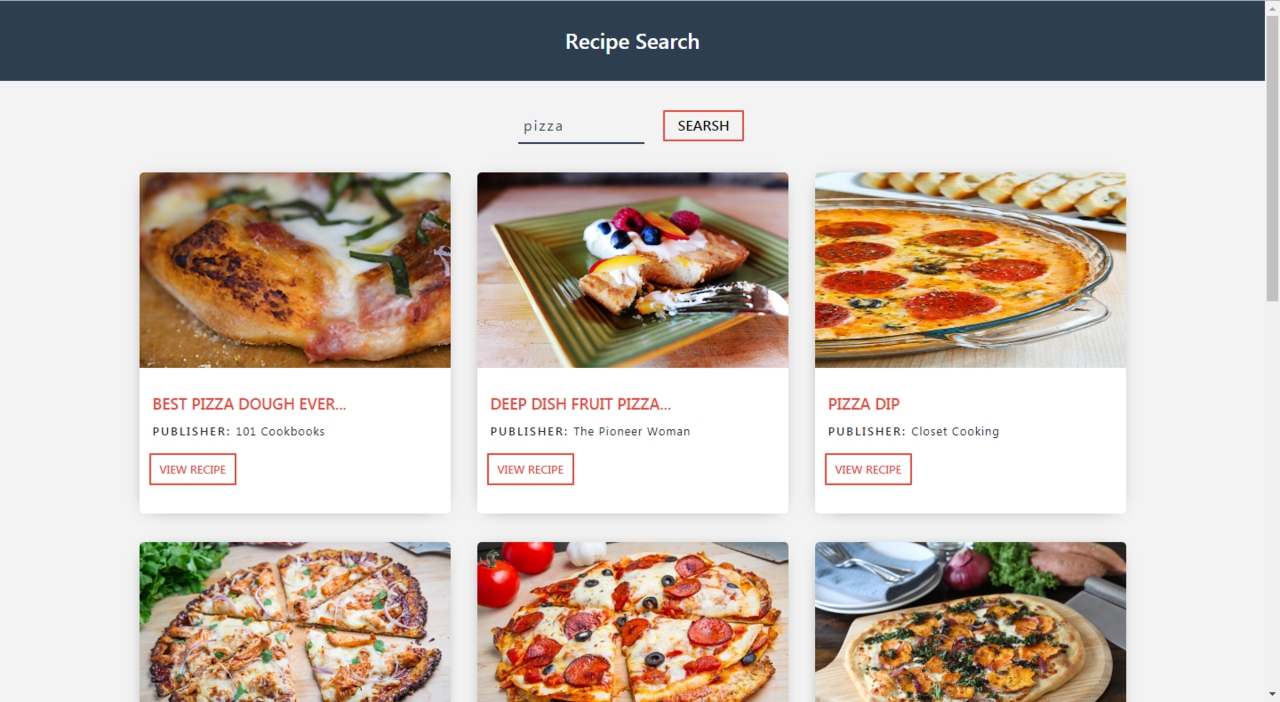 Recipe Search
pizza SEARSH
BEST PIZZA DOUGH EVER...
PUBLISHER: 101 Cookbooks
VIEW RECIPE
DEEP DISH FRUIT PIZZA...
PUBLISHER: The Pioneer Woman
VIEW RECIPE
PIZZA DIP
PUBLISHER: Closet Cooking
VIEW RECIPE